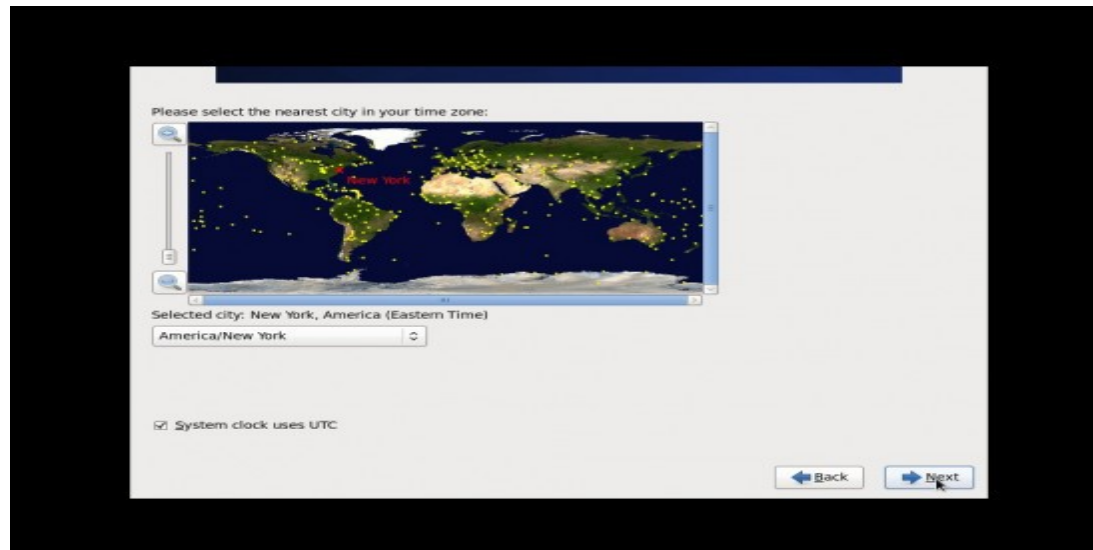 Please select the nearest city in your time zone:
New York
Selected city: New York, America (Eastern Time)
America/New York
System clock uses UTC
Back
Next